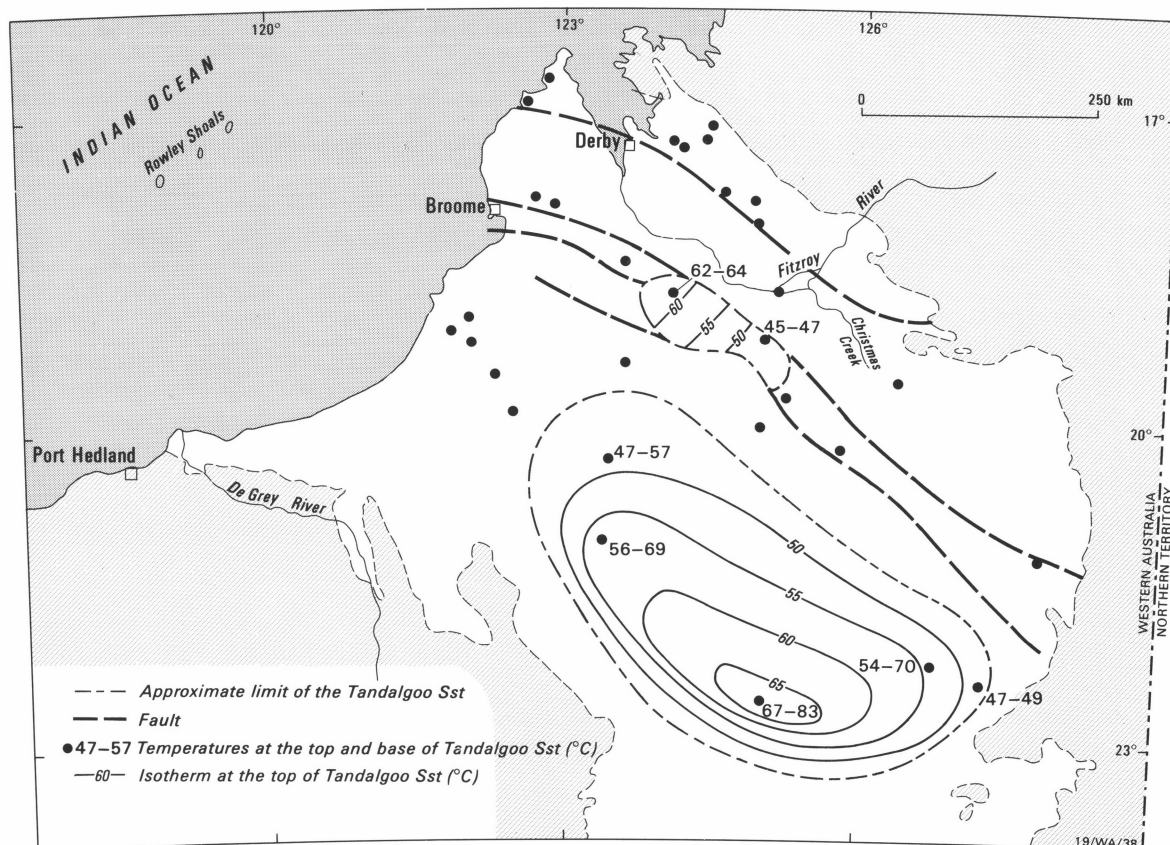 120°
123°
126°
INDIAN OCEAN
Rowley Shoals
0
250 km
17°
Derby
Broome
River
Fitzroy
62–64
60
55
50
45–47
Christmas
Creek
20°
Port Hedland
De Grey River
47–57
50
56–69
55
60
54–70
65
67–83
47–49
WESTERN AUSTRALIA
NORTHERN TERRITORY
23°
Approximate limit of the Tandalgoo Sst
Fault
47–57 Temperatures at the top and base of Tandalgoo Sst (°C)
60 Isotherm at the top of Tandalgoo Sst (°C)
19/WA/38